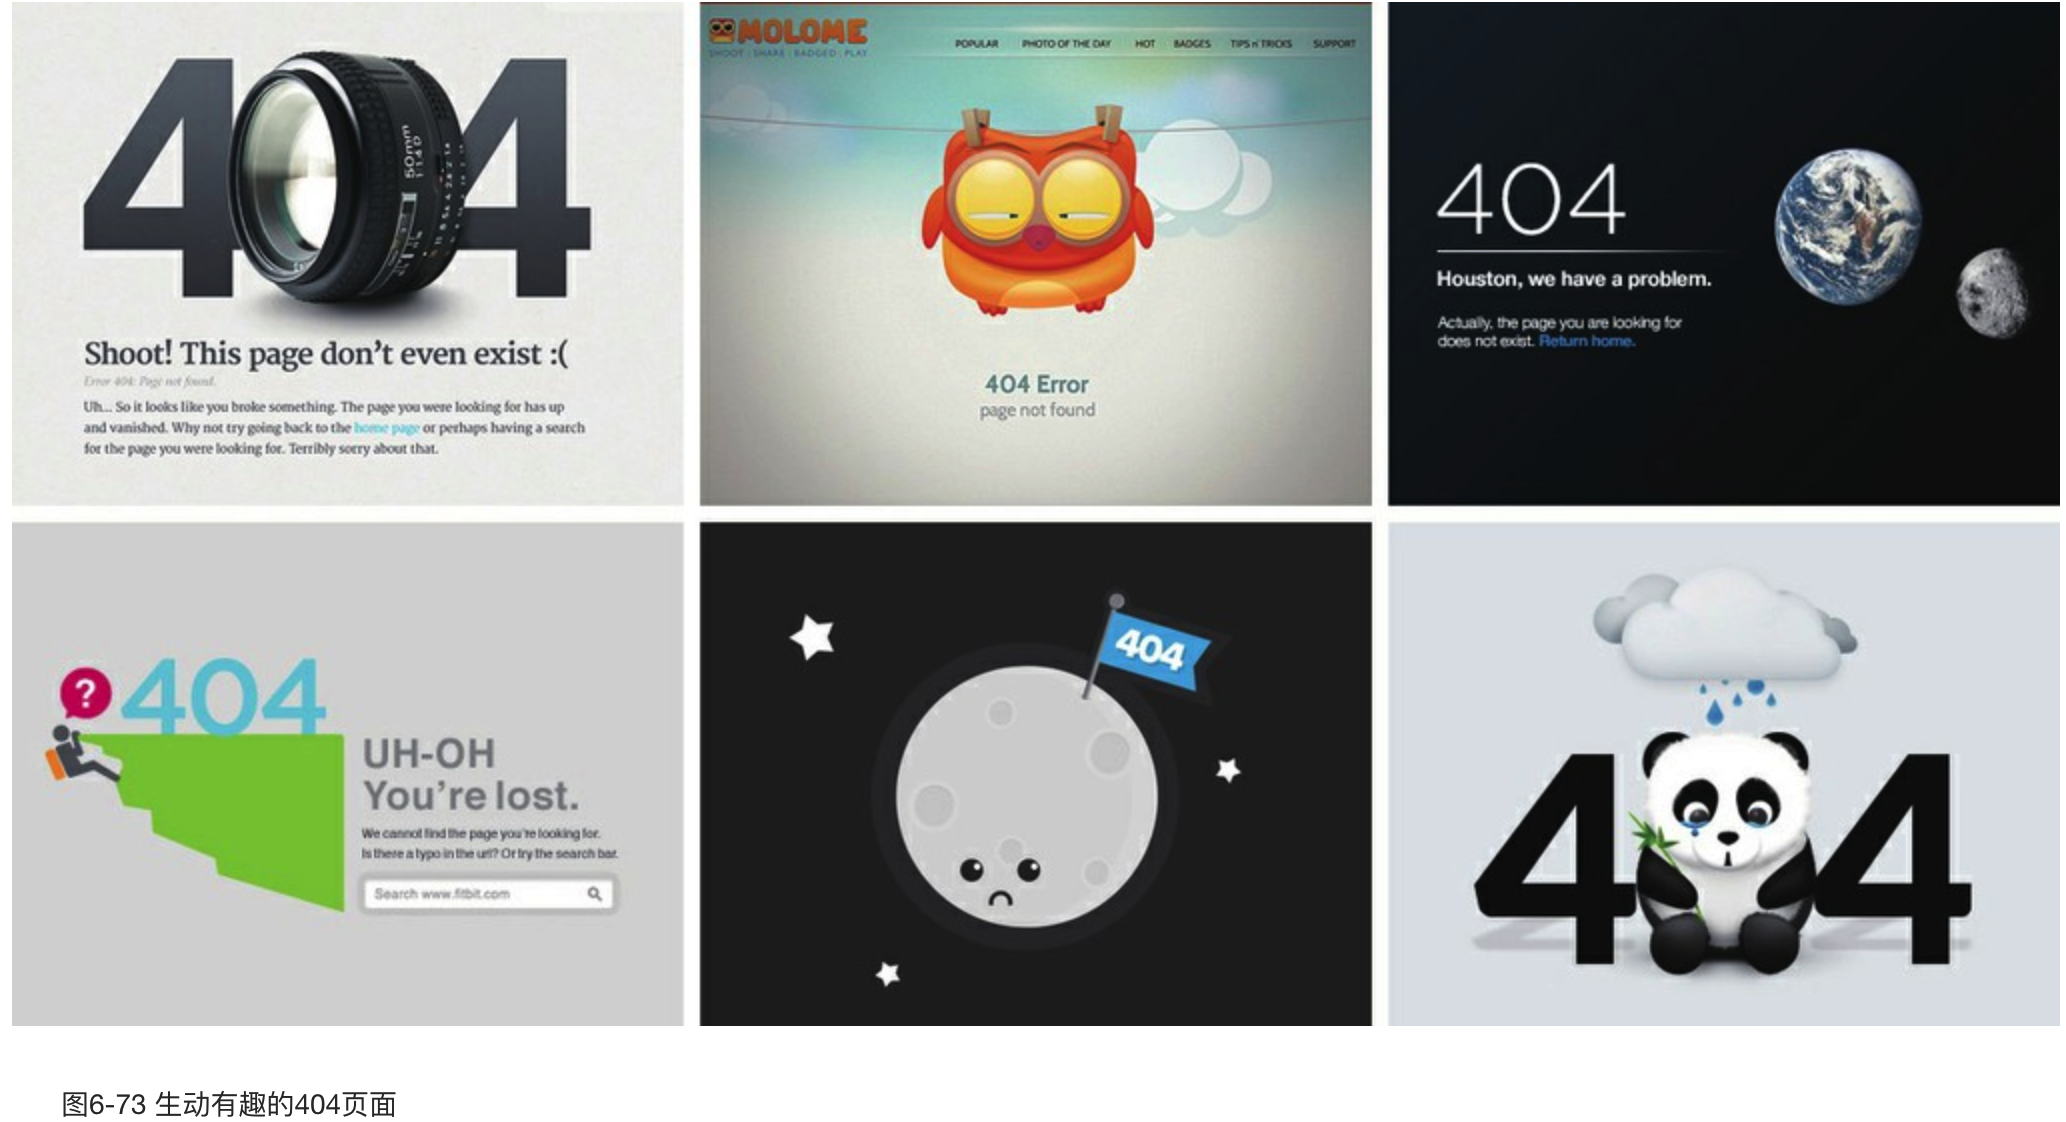 404
50mm
1:1.4 D
Shoot! This page don't even exist :(
Error 404: Page not found.
Uh... So it looks like you broke something. The page you were looking for has up
and vanished. Why not try going back to the home page or perhaps having a search
for the page you were looking for. Terribly sorry about that.
MOLOME
SHOOT | SHARE | BADGED | PLAY
POPULAR PHOTO OF THE DAY HOT BADGES TIPS n' TRICKS SUPPORT
404 Error
page not found
404
Houston, we have a problem.
Actually, the page you are looking for
does not exist. Return home.
? 404
UH-OH
You're lost.
We cannot find the page you're looking for.
Is there a typo in the url? Or try the search bar.
Search www.fitbit.com
404
4 4
图6-73 生动有趣的404页面